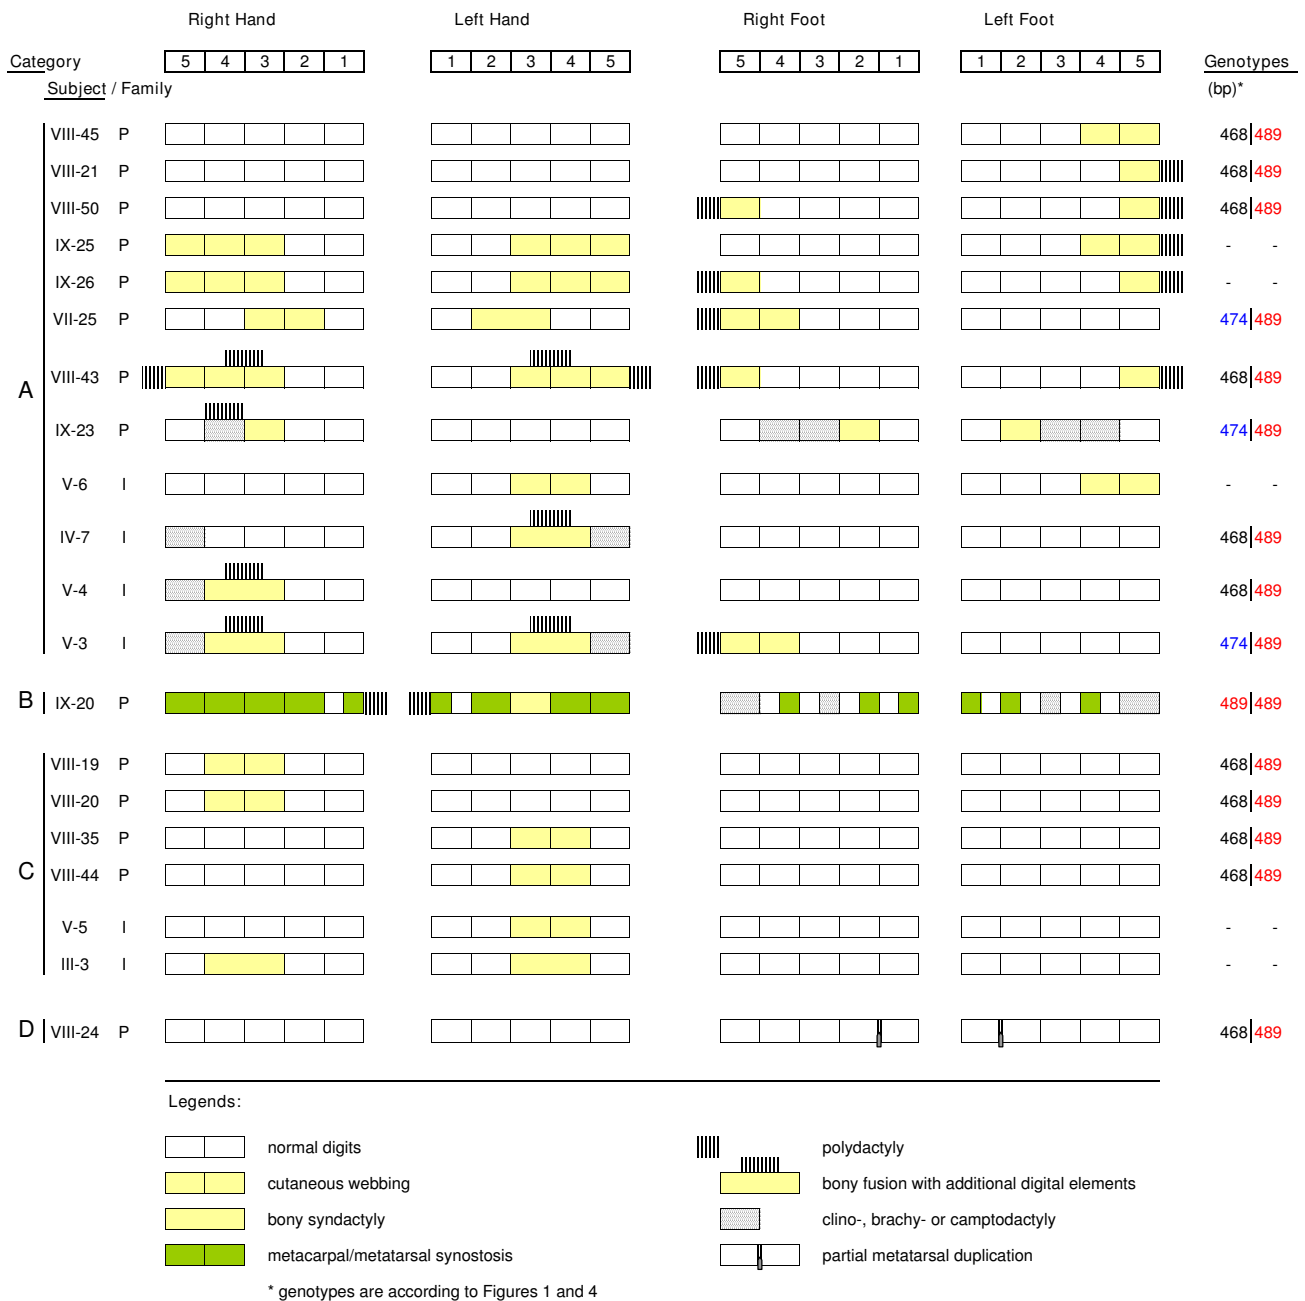 Right Hand Left Hand Right Foot Left Foot
Category 5 4 3 2 1 1 2 3 4 5 5 4 3 2 1 1 2 3 4 5 Genotypes
Subject / Family (bp)*
VIII-45 P 468 489
VIII-21 P 468 489
VIII-50 P 468 489
IX-25 P - -
IX-26 P - -
VII-25 P 474 489
A
VIII-43 P 468 489
IX-23 P 474 489
V-6 I - -
IV-7 I 468 489
V-4 I 468 489
V-3 I 474 489
B IX-20 P 489 489
VIII-19 P 468 489
VIII-20 P 468 489
VIII-35 P 468 489
C
VIII-44 P 468 489
V-5 I - -
III-3 I - -
D VIII-24 P 468 489
Legends:
normal digits polydactyly
cutaneous webbing bony fusion with additional digital elements
bony syndactyly clino-, brachy- or camptodactyly
metacarpal/metatarsal synostosis partial metatarsal duplication
* genotypes are according to Figures 1 and 4